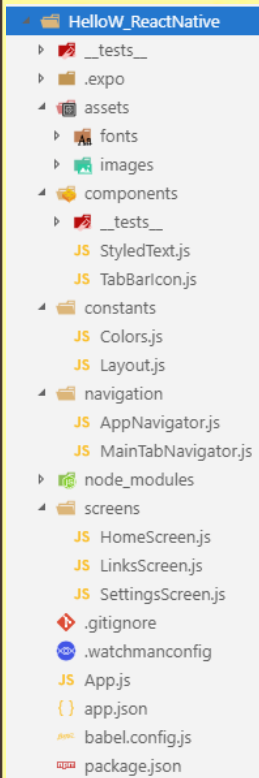 HelloW_ReactNative
__tests__
.expo
assets
fonts
images
components
__tests__
StyledText.js
TabBarIcon.js
constants
Colors.js
Layout.js
navigation
AppNavigator.js
MainTabNavigator.js
node_modules
screens
HomeScreen.js
LinksScreen.js
SettingsScreen.js
.gitignore
.watchmanconfig
App.js
app.json
babel.config.js
package.json